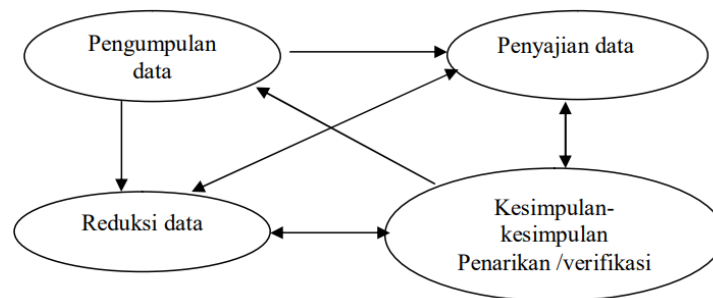 Pengumpulan
data
Penyajian data
Reduksi data
Kesimpulan-
kesimpulan
Penarikan /verifikasi